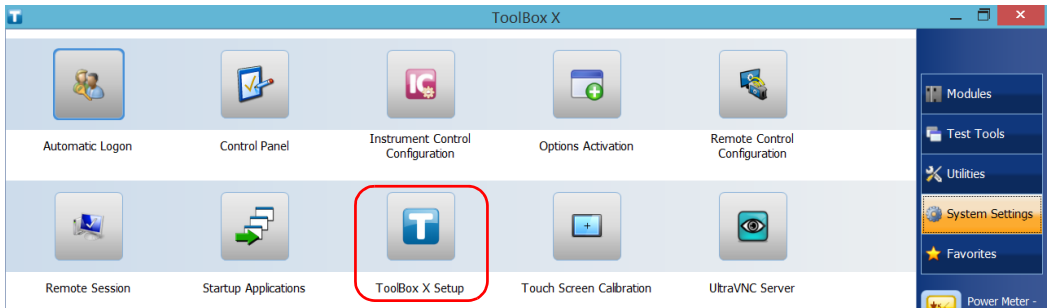 ToolBox X
Automatic Logon
Control Panel
Instrument Control
Configuration
Options Activation
Remote Control
Configuration
Remote Session
Startup Applications
ToolBox X Setup
Touch Screen Calibration
UltraVNC Server
Modules
Test Tools
Utilities
System Settings
Favorites
Power Meter -